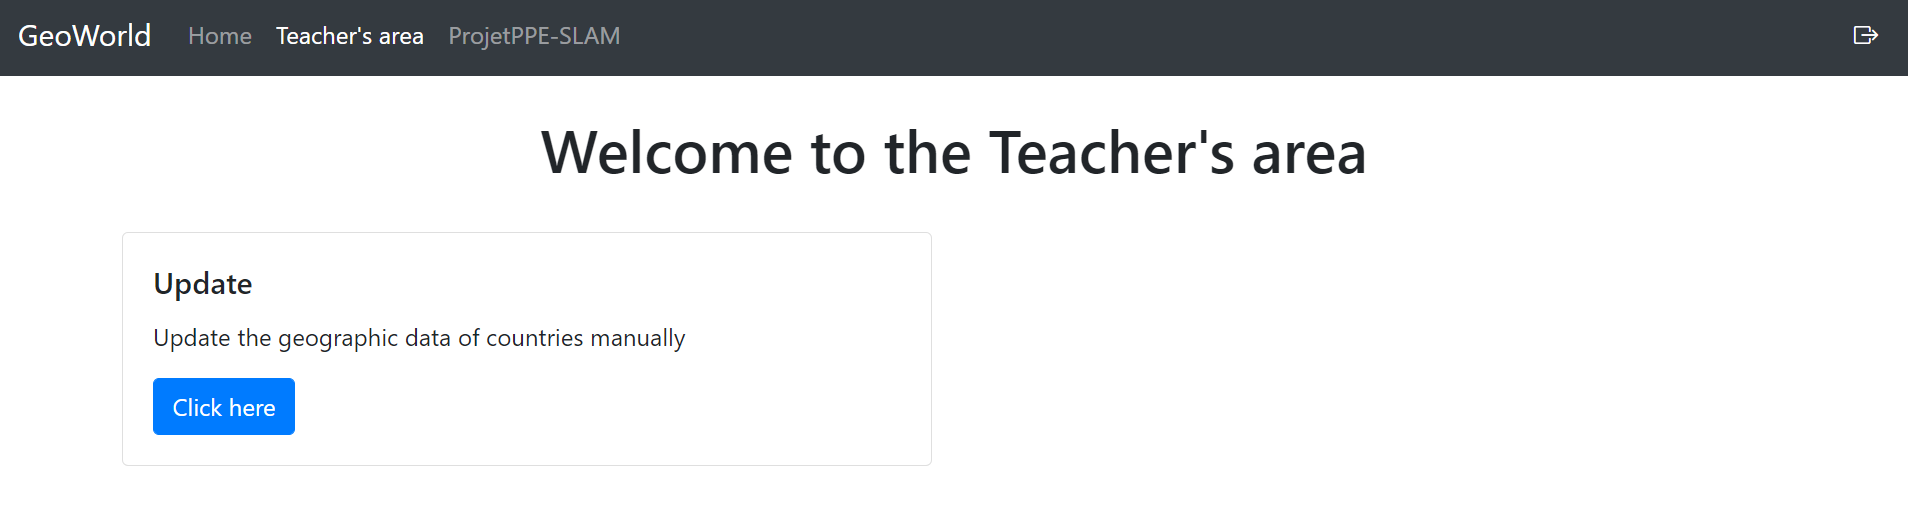 GeoWorld Home Teacher's area ProjetPPE-SLAM
Welcome to the Teacher's area
Update
Update the geographic data of countries manually
Click here